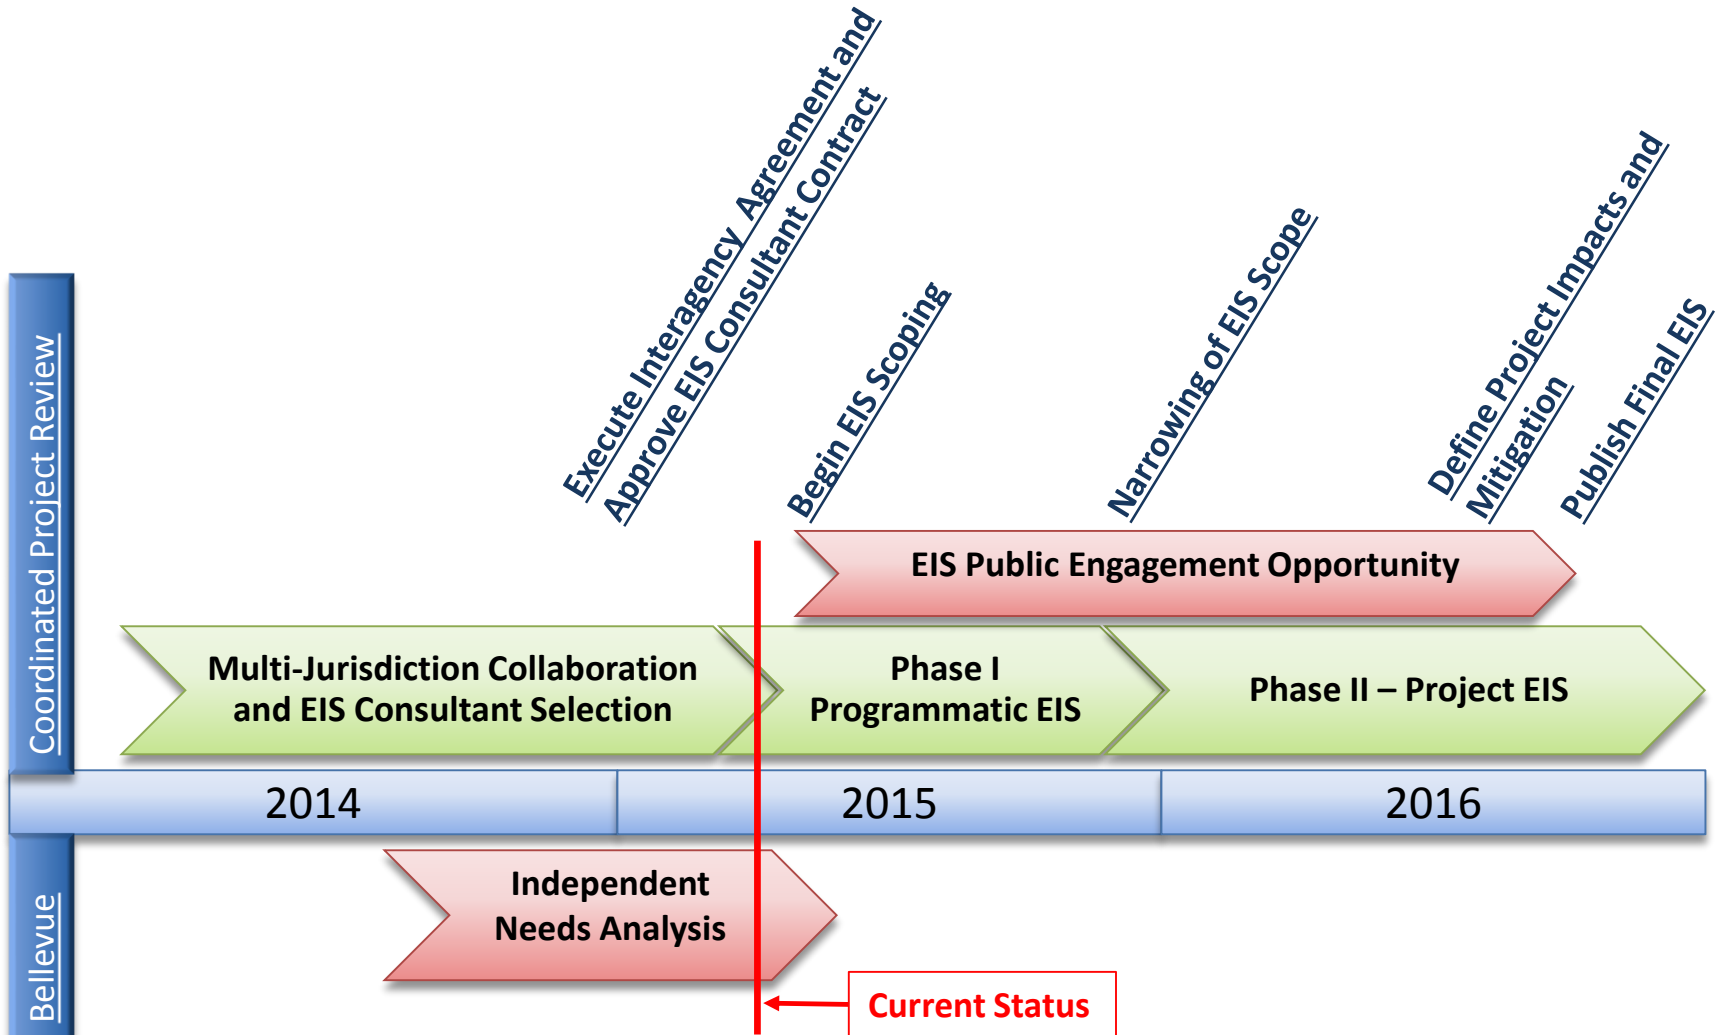 Execute Interagency Agreement and
Approve EIS Consultant Contract
Begin EIS Scoping
Narrowing of EIS Scope
Define Project Impacts and
Mitigation
Publish Final EIS
Coordinated Project Review
EIS Public Engagement Opportunity
Multi-Jurisdiction Collaboration
and EIS Consultant Selection
Phase I
Programmatic EIS
Phase II – Project EIS
2014
2015
2016
Bellevue
Independent
Needs Analysis
Current Status